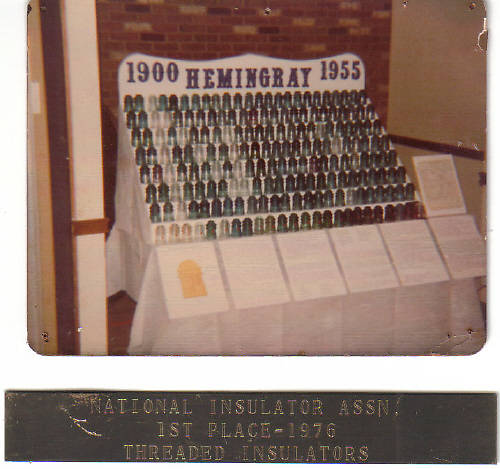 1900 HEMINGRAY 1955
NATIONAL INSULATOR ASSN.
1ST PLACE-1976
THREADED INSULATORS